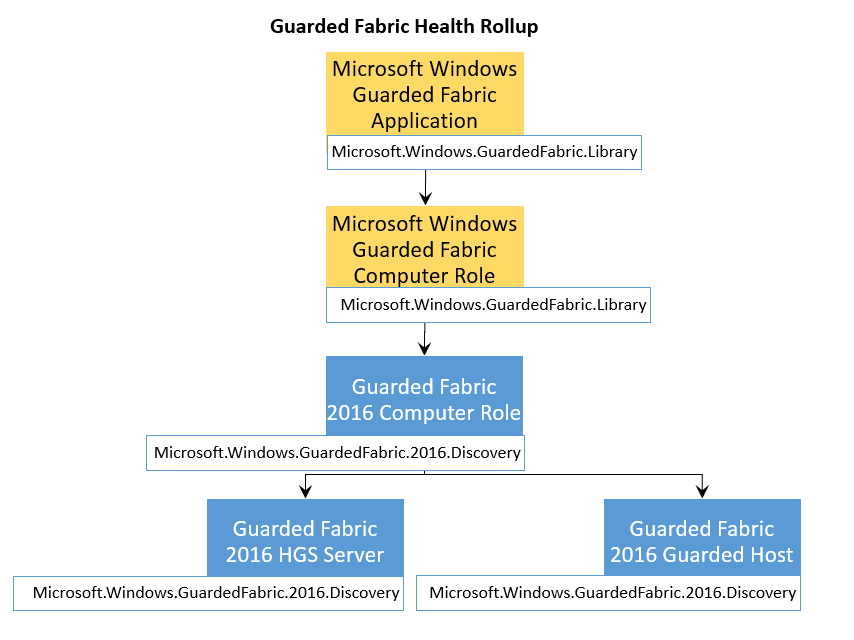 Guarded Fabric Health Rollup
Microsoft Windows
Guarded Fabric
Application
Microsoft.Windows.GuardedFabric.Library
Microsoft Windows
Guarded Fabric
Computer Role
Microsoft.Windows.GuardedFabric.Library
Guarded Fabric
2016 Computer Role
Microsoft.Windows.GuardedFabric.2016.Discovery
Guarded Fabric
2016 HGS Server
Microsoft.Windows.GuardedFabric.2016.Discovery
Guarded Fabric
2016 Guarded Host
Microsoft.Windows.GuardedFabric.2016.Discovery